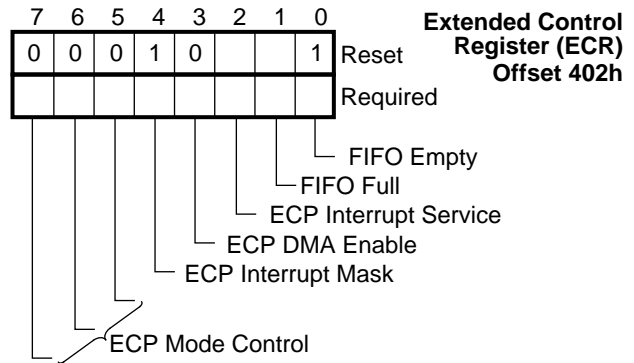 7 6 5 4 3 2 1 0
Extended Control
Register (ECR)
Offset 402h
0 0 0 1 0 1 Reset
Required
FIFO Empty
FIFO Full
ECP Interrupt Service
ECP DMA Enable
ECP Interrupt Mask
ECP Mode Control